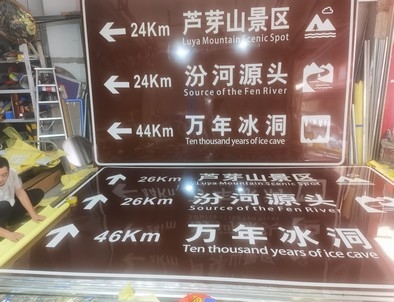 24Km 芦芽山景区
Luya Mountain Scenic Spot
24Km 汾河源头
Source of the Fen River
44Km 万年冰洞
Ten thousand years of ice cave
26Km 芦芽山景区
Luya Mountain Scenic Spot
26Km 汾河源头
Source of the Fen River
46Km 万年冰洞
Ten thousand years of ice cave